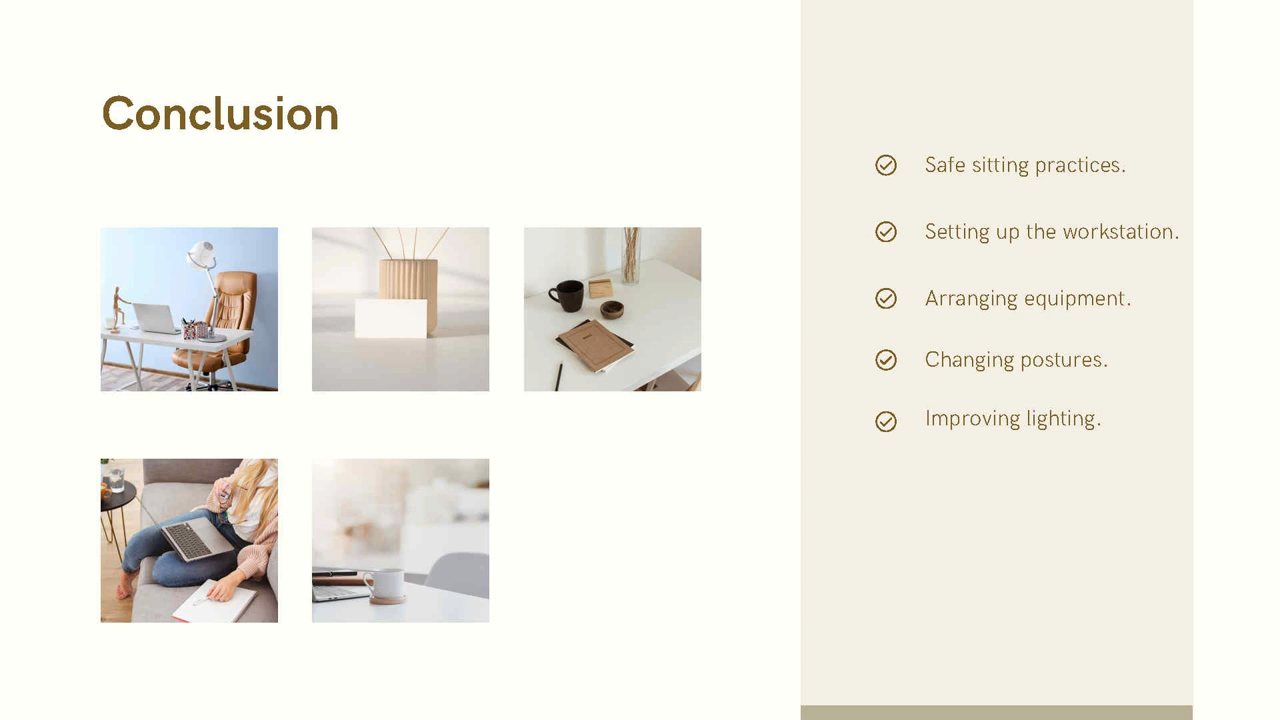 Conclusion
Safe sitting practices.
Setting up the workstation.
Arranging equipment.
Changing postures.
Improving lighting.